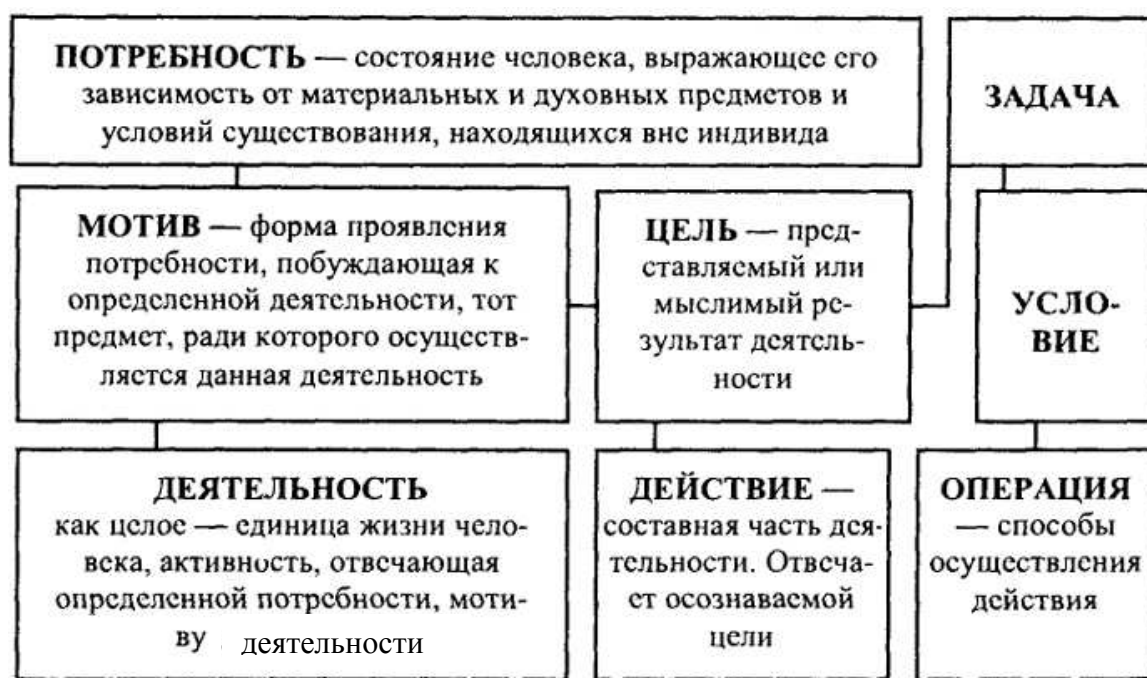 ПОТРЕБНОСТЬ — состояние человека, выражающее его
зависимость от материальных и духовных предметов и
условий существования, находящихся вне индивида
ЗАДАЧА
МОТИВ — форма проявления
потребности, побуждающая к
определенной деятельности, тот
предмет, ради которого осуществ-
ляется данная деятельность
ЦЕЛЬ — пред-
ставляемый или
мыслимый ре-
зультат деятель-
ности
УСЛО-
ВИЕ
ДЕЯТЕЛЬНОСТЬ
как целое — единица жизни чело-
века, активность, отвечающая
определенной потребности, моти-
ву деятельности
ДЕЙСТВИЕ —
составная часть дея-
тельности. Отвеча-
ет осознаваемой
цели
ОПЕРАЦИЯ
— способы
осуществления
действия